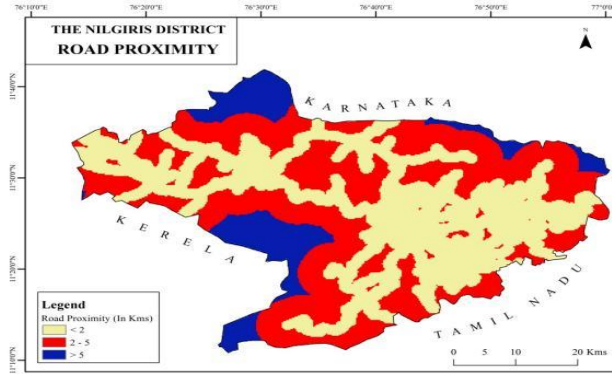 76°10'0"E 76°20'0"E 76°30'0"E 76°40'0"E 76°50'0"E 77°0'0"E
THE NILGIRIS DISTRICT
ROAD PROXIMITY
N
11°40'0"N
11°30'0"N
11°20'0"N
11°10'0"N
KARNATAKA
KERELA
TAMIL NADU
Legend
Road Proximity (In Kms)
< 2
2 - 5
> 5
0 5 10 20 Kms